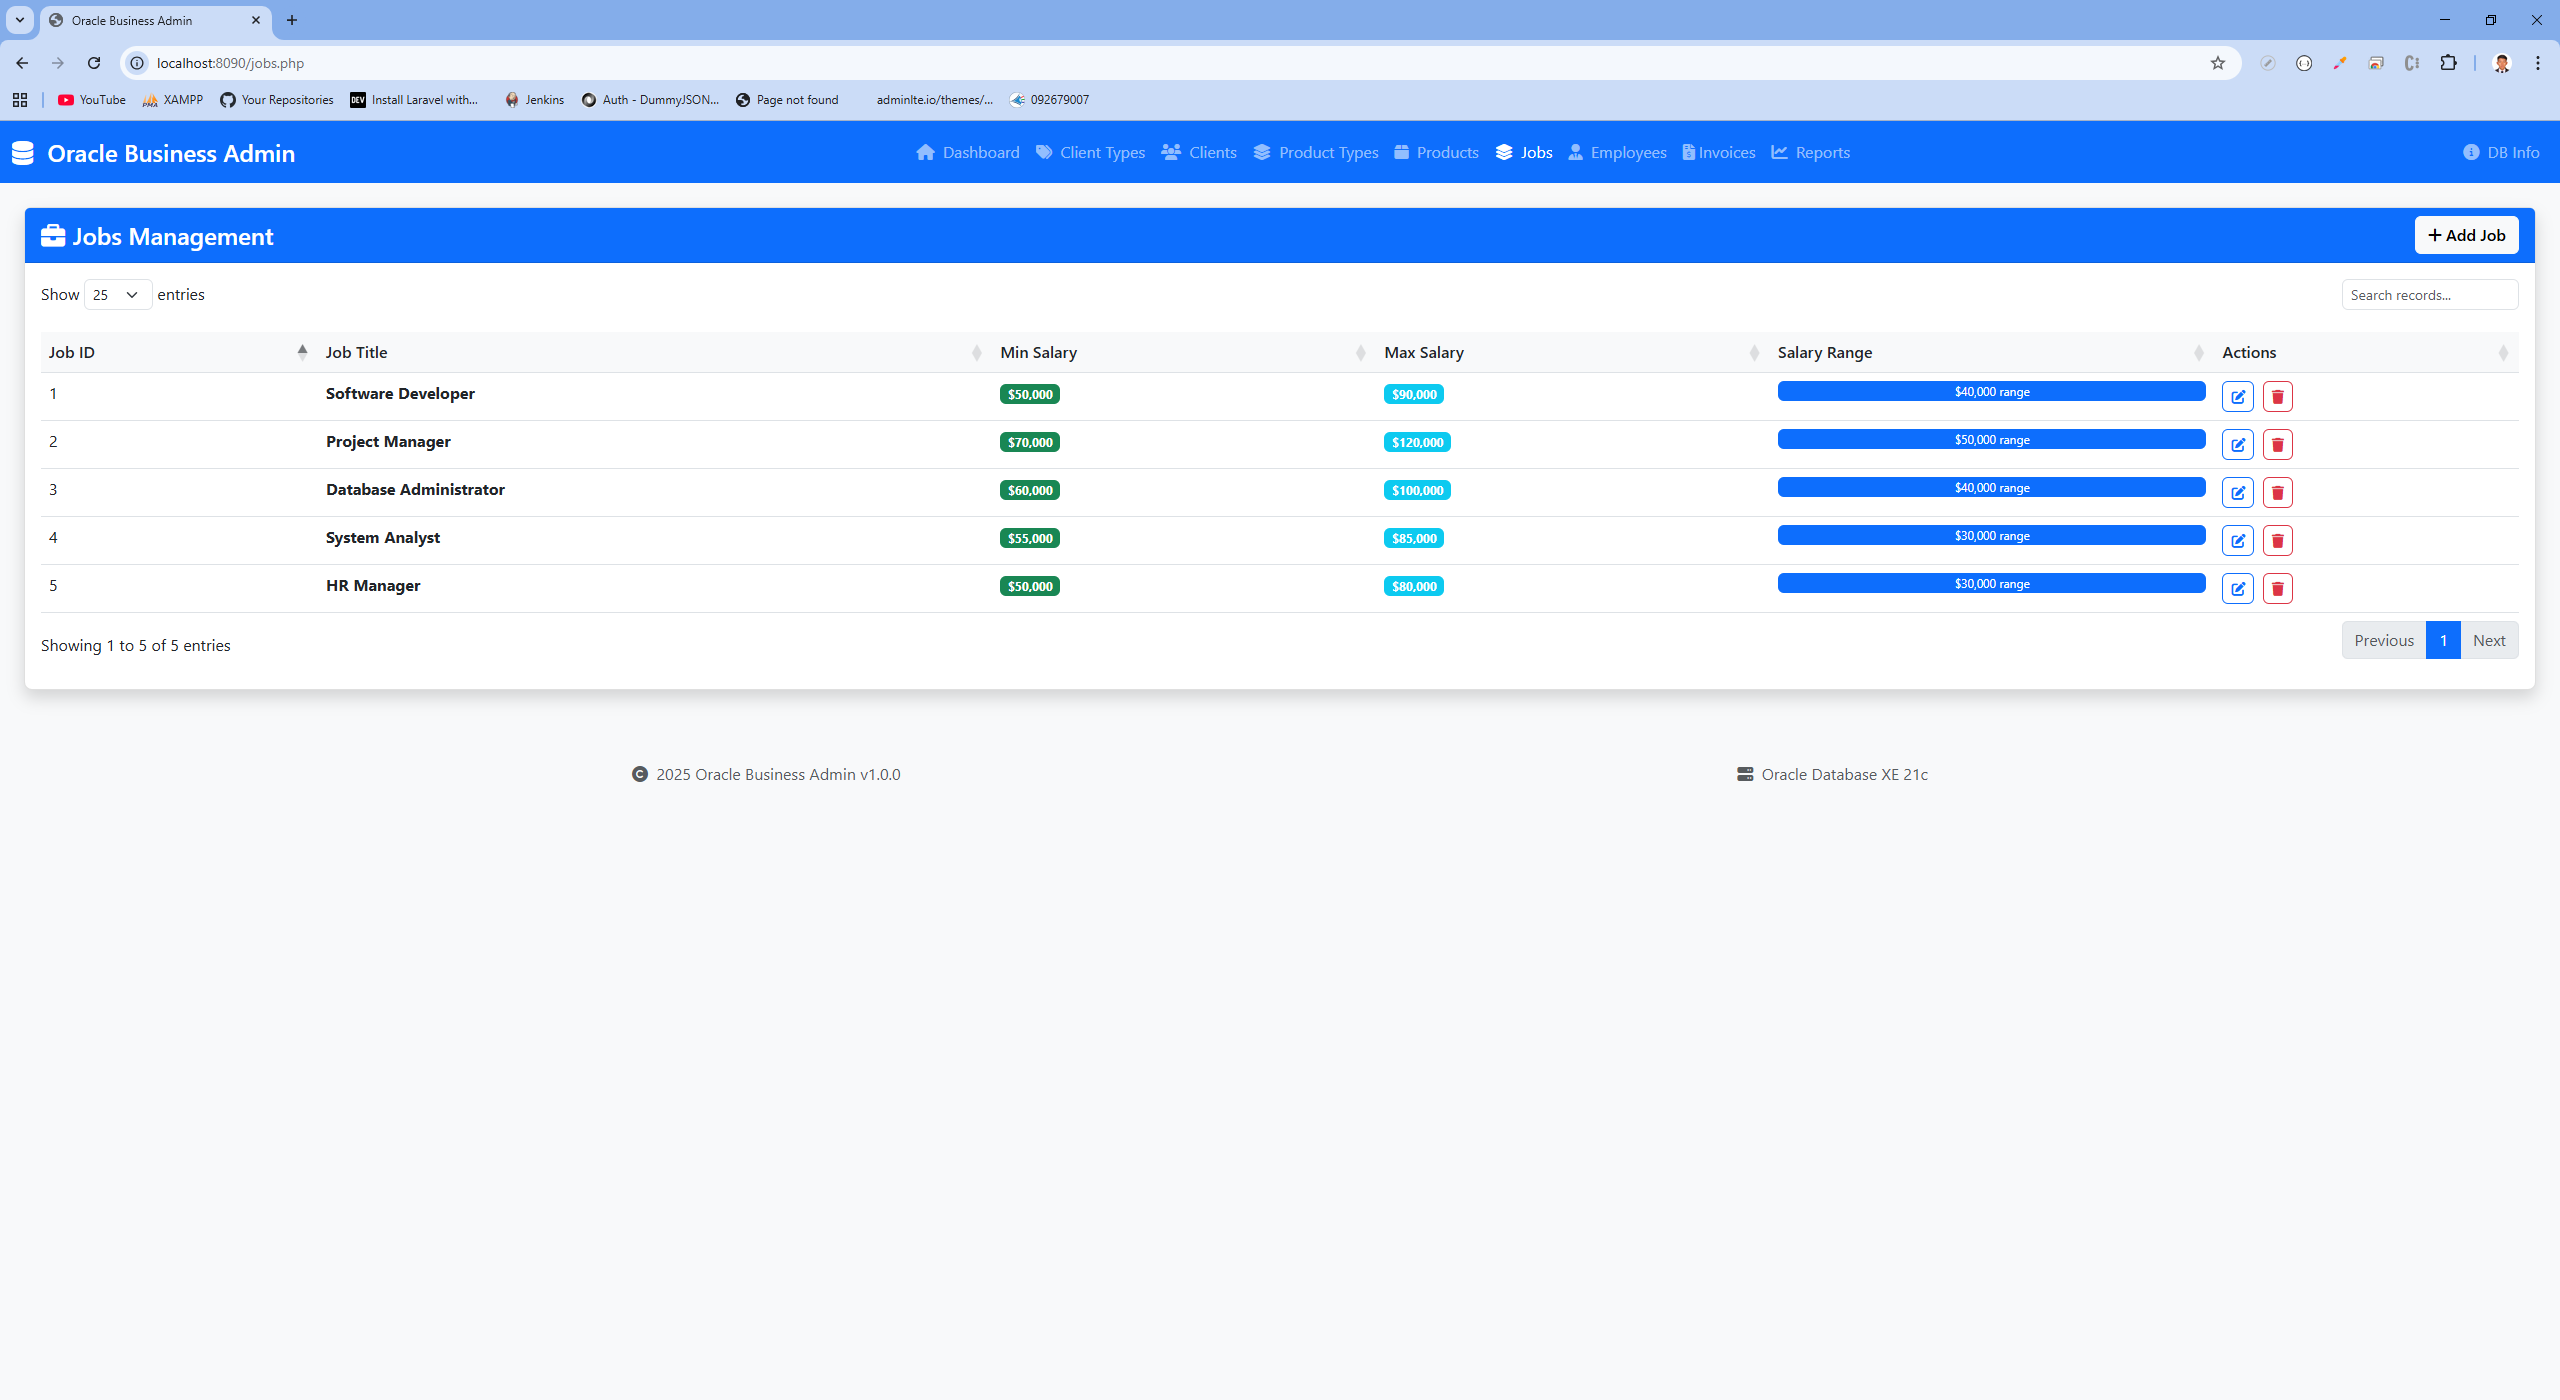 Oracle Business Admin
localhost:8090/jobs.php
YouTube XAMPP Your Repositories Install Laravel with... Jenkins Auth - DummyJSON... Page not found adminlte.io/themes/... 092679007
Oracle Business Admin Dashboard Client Types Clients Product Types Products Jobs Employees Invoices Reports DB Info
Jobs Management + Add Job
Show 25 entries Search records...
Job ID Job Title Min Salary Max Salary Salary Range Actions
1 Software Developer $50,000 $90,000 $40,000 range
2 Project Manager $70,000 $120,000 $50,000 range
3 Database Administrator $60,000 $100,000 $40,000 range
4 System Analyst $55,000 $85,000 $30,000 range
5 HR Manager $50,000 $80,000 $30,000 range
Showing 1 to 5 of 5 entries Previous 1 Next
2025 Oracle Business Admin v1.0.0 Oracle Database XE 21c